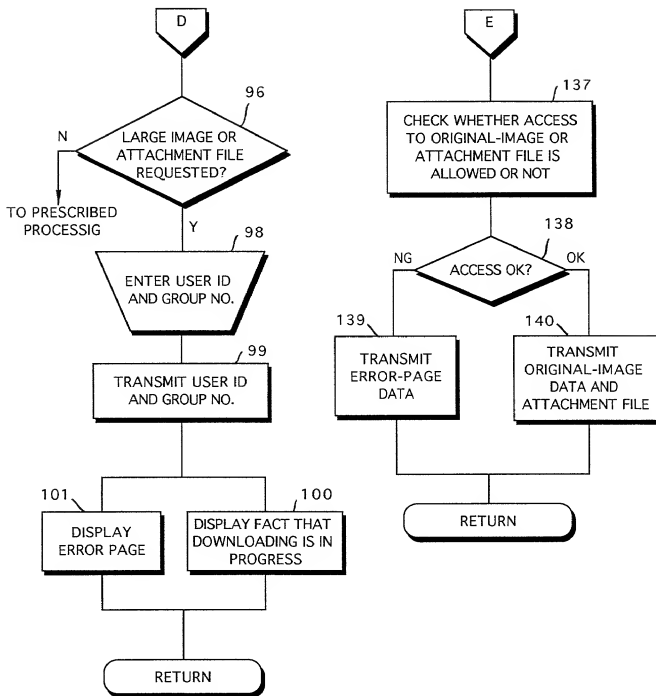 D
96
N
LARGE IMAGE OR
ATTACHMENT FILE
REQUESTED?
TO PRESCRIBED
PROCESSIG
Y
98
ENTER USER ID
AND GROUP NO.
99
TRANSMIT USER ID
AND GROUP NO.
101
DISPLAY
ERROR PAGE
100
DISPLAY FACT THAT
DOWNLOADING IS IN
PROGRESS
RETURN
E
137
CHECK WHETHER ACCESS
TO ORIGINAL-IMAGE OR
ATTACHMENT FILE IS
ALLOWED OR NOT
138
NG
ACCESS OK?
OK
139
TRANSMIT
ERROR-PAGE
DATA
140
TRANSMIT
ORIGINAL-IMAGE
DATA AND
ATTACHMENT FILE
RETURN